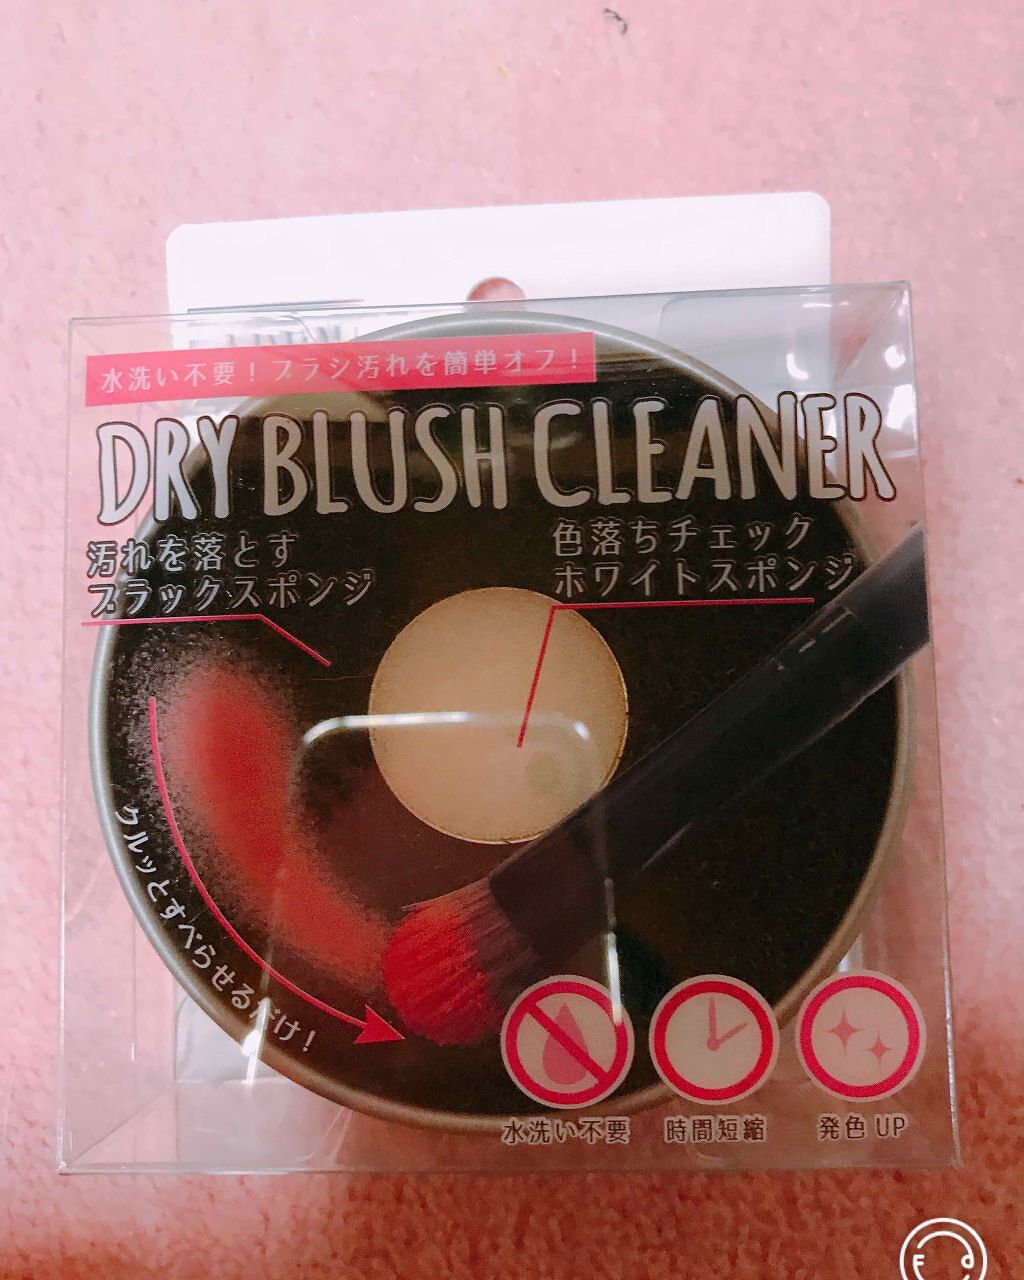 水洗い不要！ブラシ汚れを簡単オフ！
DRY BLUSH CLEANER
汚れを落とす
ブラックスポンジ
色落ちチェック
ホワイトスポンジ
クルッとすべらせるだけ！
水洗い不要
時間短縮
発色UP